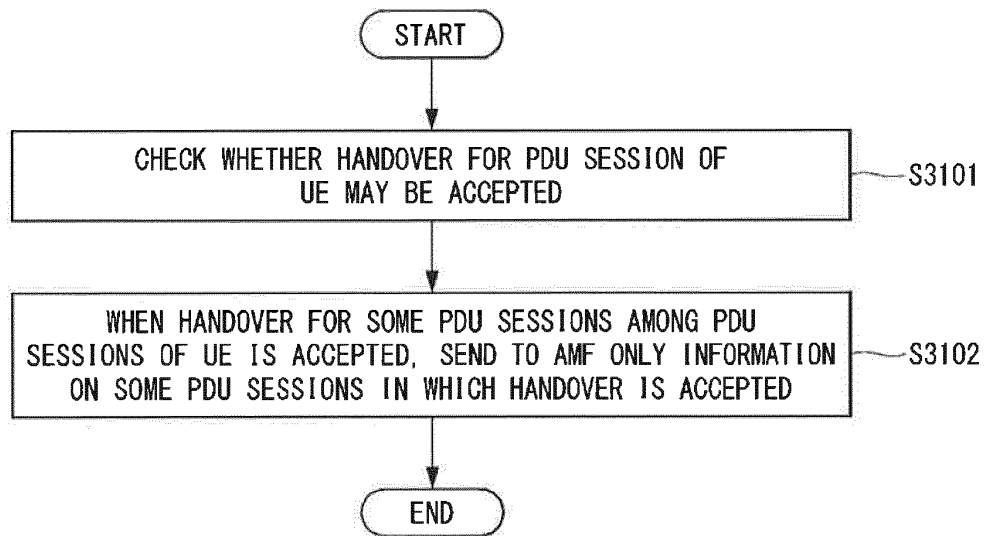 START
CHECK WHETHER HANDOVER FOR PDU SESSION OF
UE MAY BE ACCEPTED
S3101
WHEN HANDOVER FOR SOME PDU SESSIONS AMONG PDU
SESSIONS OF UE IS ACCEPTED, SEND TO AMF ONLY INFORMATION
ON SOME PDU SESSIONS IN WHICH HANDOVER IS ACCEPTED
S3102
END